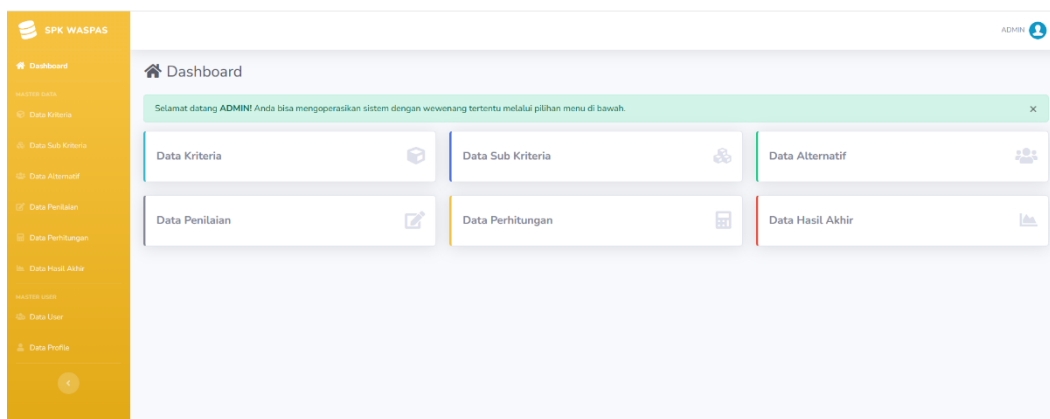 SPK WASPAS
ADMIN
Dashboard
MASTER DATA
Data Kriteria
Data Sub Kriteria
Data Alternatif
Data Penilaian
Data Perhitungan
Data Hasil Akhir
MASTER USER
Data User
Data Profile
Dashboard
Selamat datang ADMIN! Anda bisa mengoperasikan sistem dengan wewenang tertentu melalui pilihan menu di bawah.
×
Data Kriteria
Data Sub Kriteria
Data Alternatif
Data Penilaian
Data Perhitungan
Data Hasil Akhir